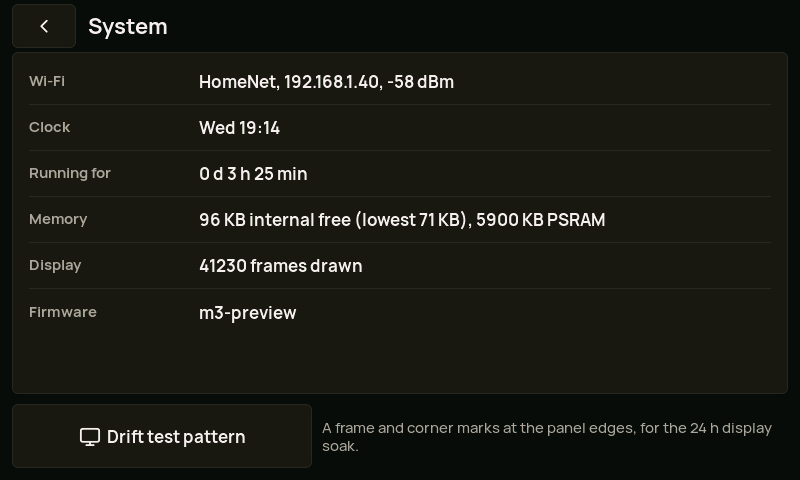 System
Wi-Fi HomeNet, 192.168.1.40, -58 dBm
Clock Wed 19:14
Running for 0 d 3 h 25 min
Memory 96 KB internal free (lowest 71 KB), 5900 KB PSRAM
Display 41230 frames drawn
Firmware m3-preview
Drift test pattern
A frame and corner marks at the panel edges, for the 24 h display
soak.